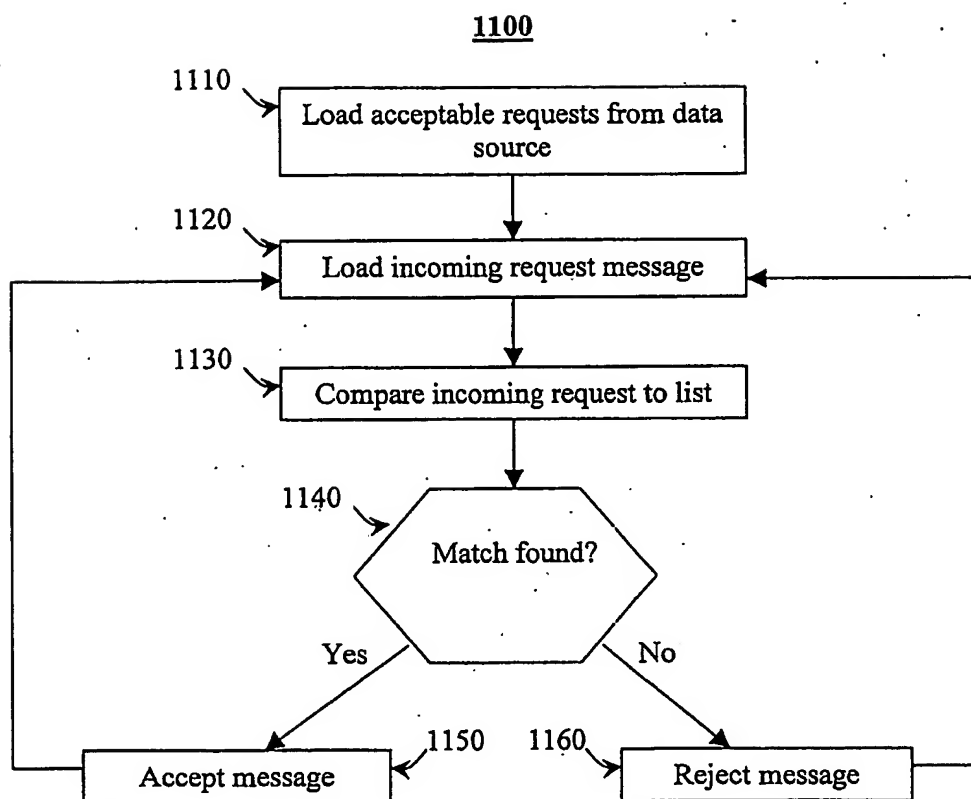 1100
1110
Load acceptable requests from data
source
1120
Load incoming request message
1130
Compare incoming request to list
1140
Match found?
Yes
No
1150
1160
Accept message
Reject message